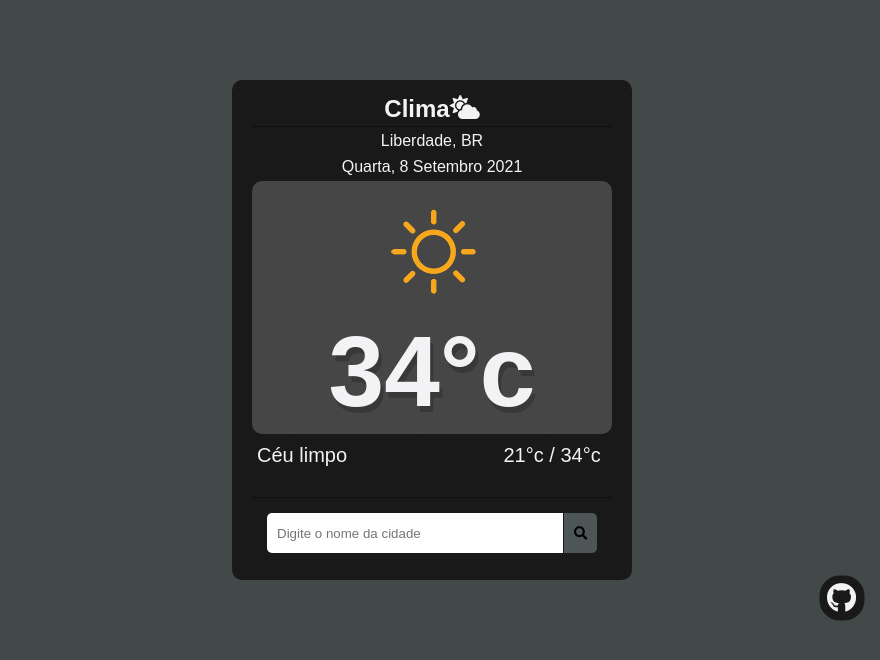 Clima
Liberdade, BR
Quarta, 8 Setembro 2021
34°c
Céu limpo
21°c / 34°c
Digite o nome da cidade